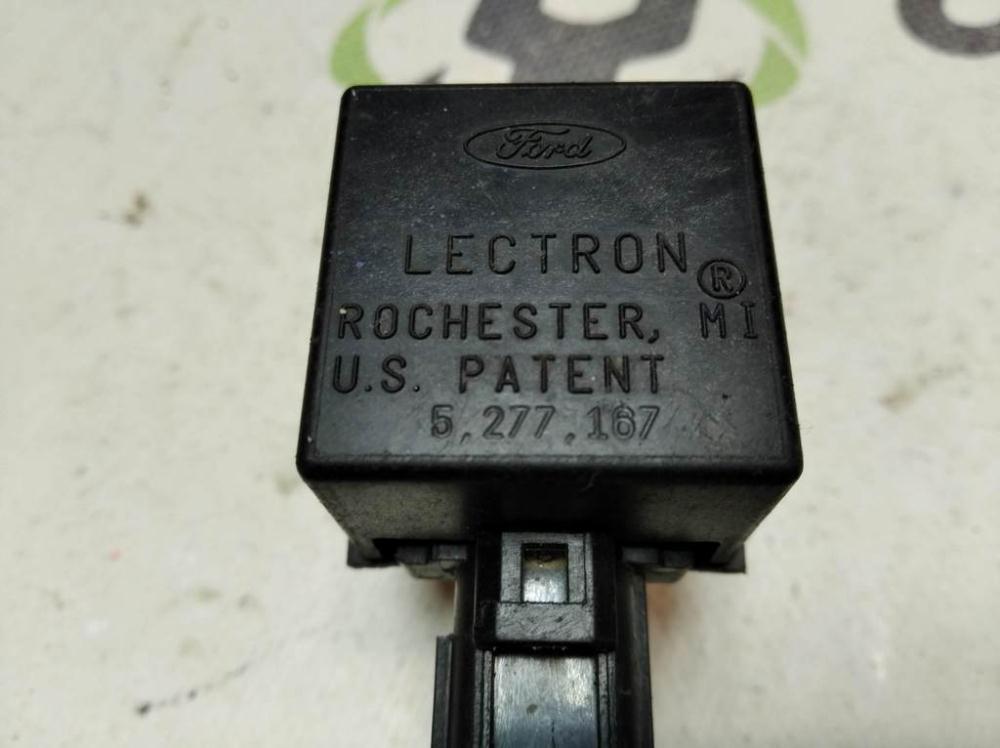 Ford
LECTRON®
ROCHESTER, MI
U.S. PATENT
5,277,167